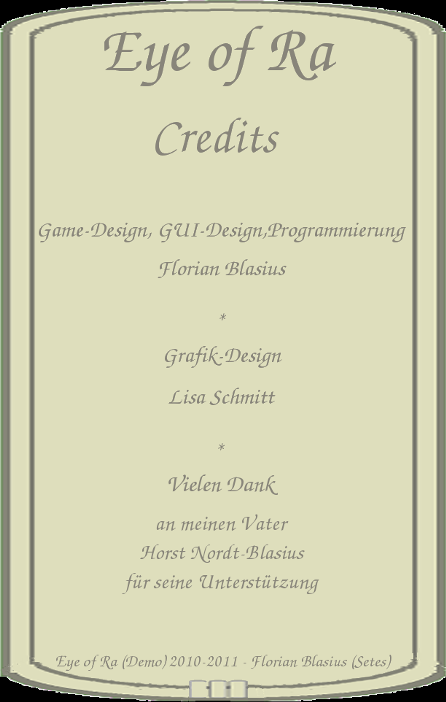 Eye of Ra
Credits
Game-Design, GUI-Design,Programmierung
Florian Blasius
*
Grafik-Design
Lisa Schmitt
*
Vielen Dank
an meinen Vater
Horst Nordt-Blasius
für seine Unterstützung
Eye of Ra (Demo) 2010-2011 - Florian Blasius (Setes)